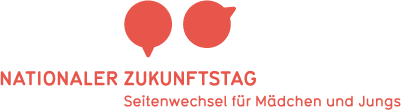 NATIONALER ZUKUNFTSTAG
Seitenwechsel für Mädchen und Jungs